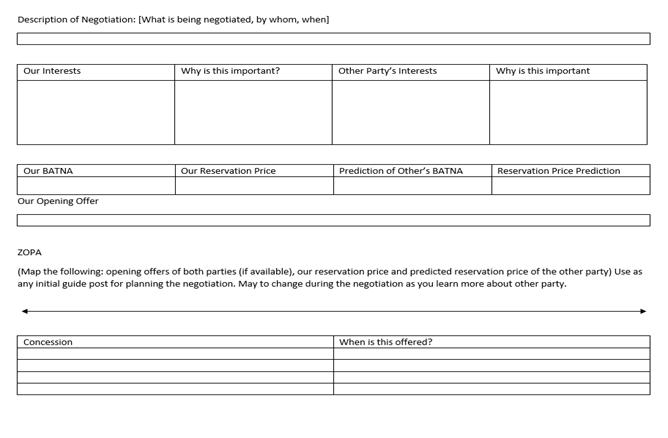 Description of Negotiation: [What is being negotiated, by whom, when]
Our Interests Why is this important? Other Party's Interests Why is this important
Our BATNA Our Reservation Price Prediction of Other's BATNA Reservation Price Prediction
Our Opening Offer
ZOPA
(Map the following: opening offers of both parties (if available), our reservation price and predicted reservation price of the other party) Use as
any initial guide post for planning the negotiation. May to change during the negotiation as you learn more about other party.
Concession When is this offered?